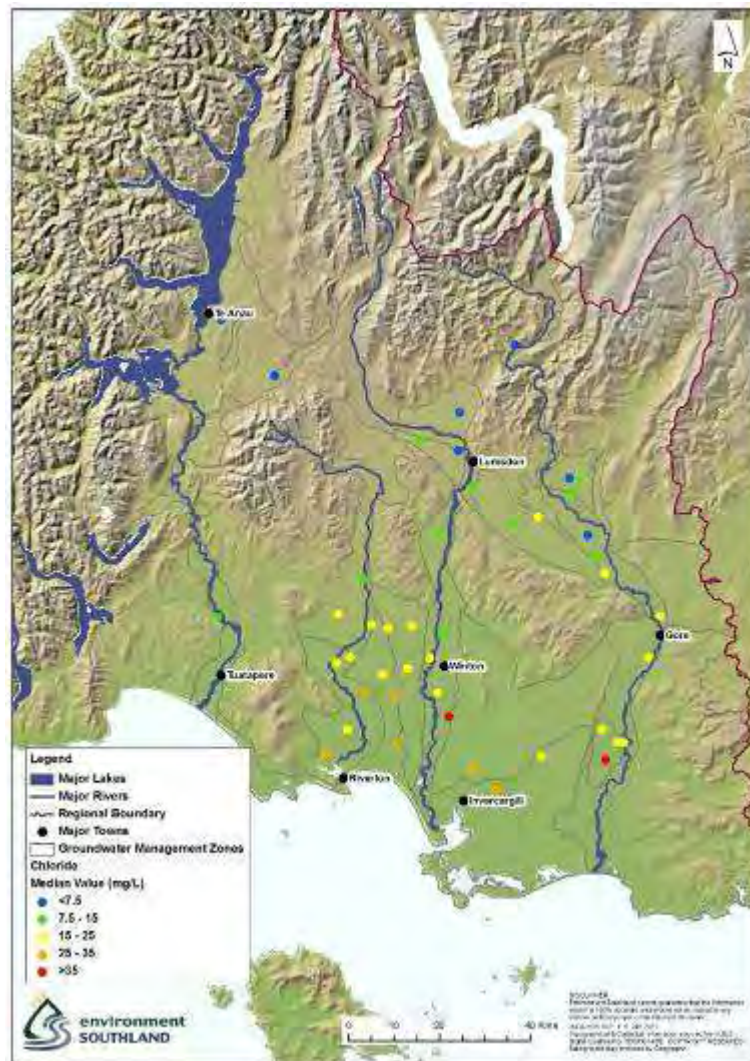 N
Te Anau
Lumsdon
Gore
Winton
Tuatapere
Riverton
Invercargill
Legend
Major Lakes
Major Rivers
Regional Boundary
Major Towns
Groundwater Management Zones
Chloride
Median Value (mg/L)
<7.5
7.5 - 15
15 - 25
25 - 35
>35
environment
SOUTHLAND
0 20 40 Kms
DISCLAIMER